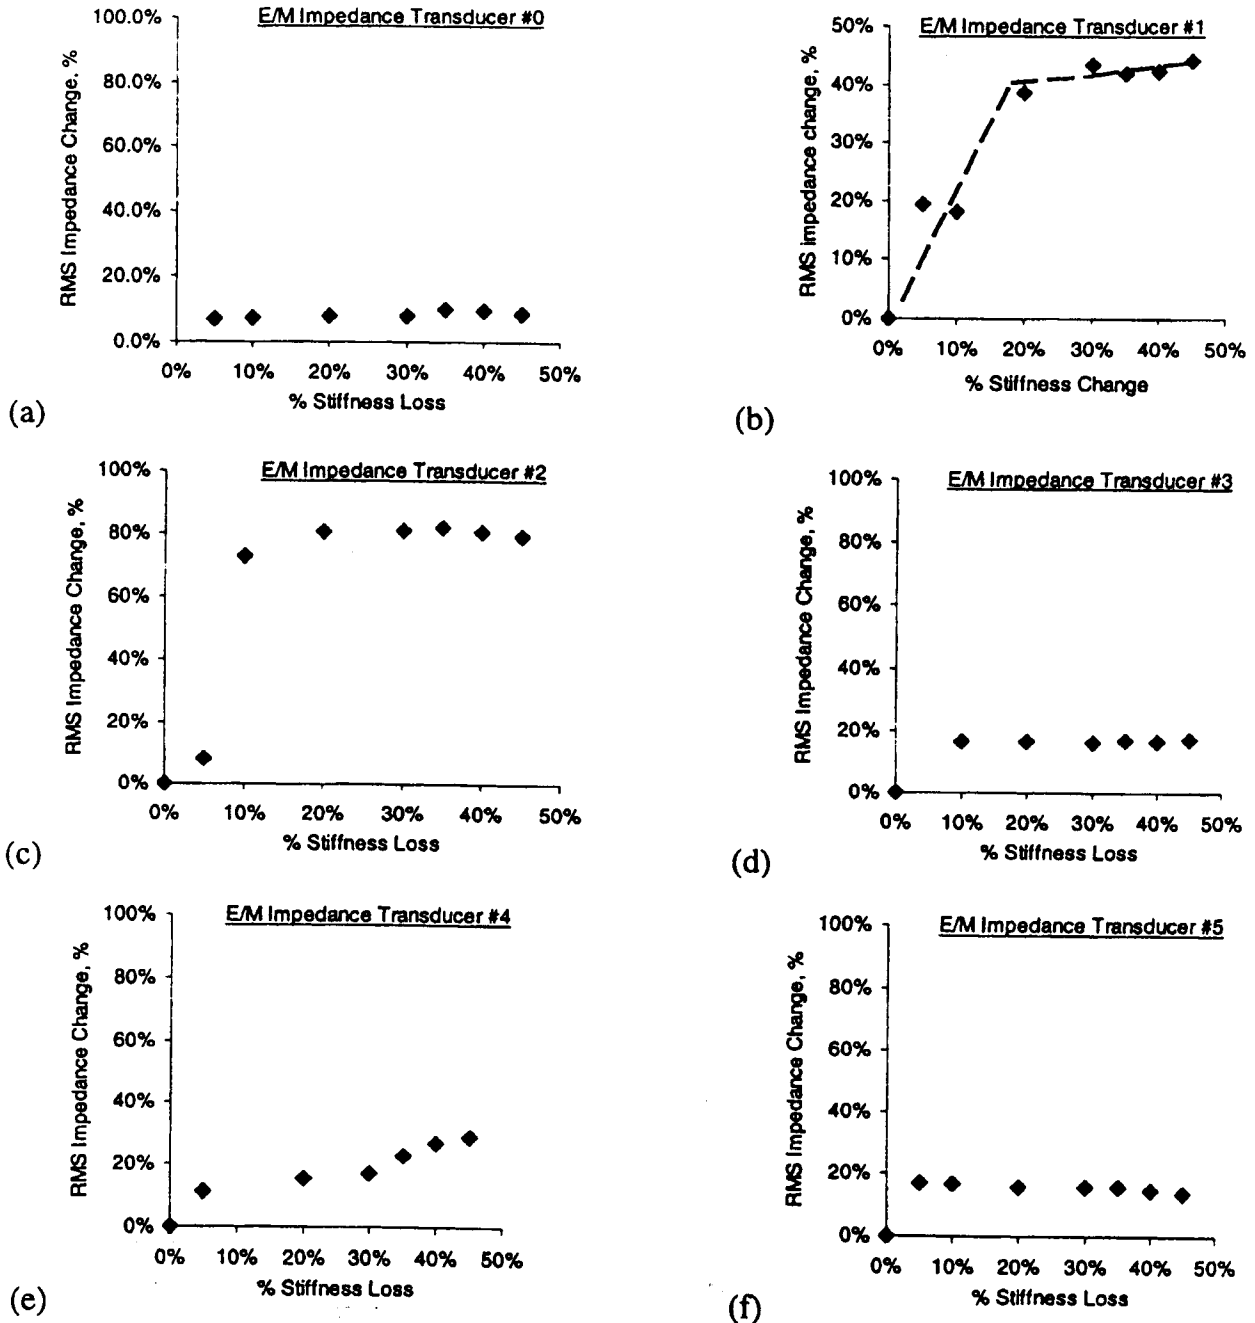 E/M Impedance Transducer #0
RMS Impedance Change, %
100.0%
80.0%
60.0%
40.0%
20.0%
0.0%
0% 10% 20% 30% 40% 50%
% Stiffness Loss
(a)
E/M Impedance Transducer #1
RMS impedance change, %
50%
40%
30%
20%
10%
0%
0% 10% 20% 30% 40% 50%
% Stiffness Change
(b)
E/M Impedance Transducer #2
RMS Impedance Change, %
100%
80%
60%
40%
20%
0%
0% 10% 20% 30% 40% 50%
% Stiffness Loss
(c)
E/M Impedance Transducer #3
RMS Impedance Change, %
100%
80%
60%
40%
20%
0%
0% 10% 20% 30% 40% 50%
% Stiffness Loss
(d)
E/M Impedance Transducer #4
RMS Impedance Change, %
100%
80%
60%
40%
20%
0%
0% 10% 20% 30% 40% 50%
% Stiffness Loss
(e)
E/M Impedance Transducer #5
RMS Impedance Change, %
100%
80%
60%
40%
20%
0%
0% 10% 20% 30% 40% 50%
% Stiffness Loss
(f)